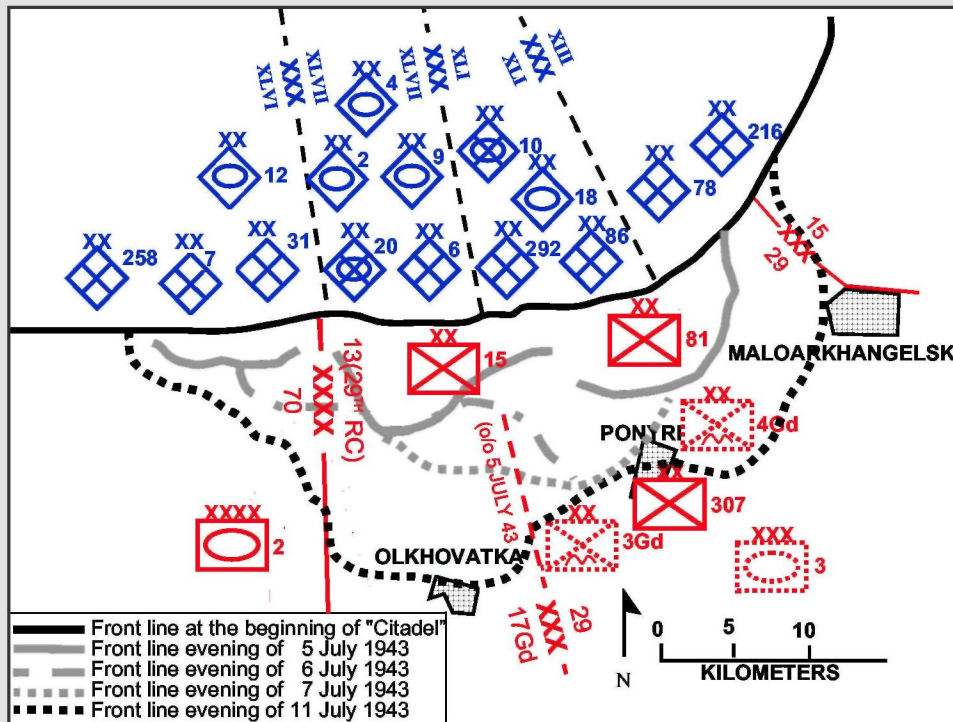 XLVI
XXX
XLVII
XLVII
XXX
XLI
XLI
XXX
XXIII
XX
4
XX
12
XX
2
XX
9
XX
10
XX
18
XX
78
XX
216
XX
258
XX
7
XX
31
XX
20
XX
6
XX
292
XX
86
15
XXX
29
XX
15
XX
81
MALOARKHANGELSK
13(29TH RC)
XXXX
70
XX
4Gd
PONYRI
(o/o 5 JULY 43)
XX
307
XXXX
2
XX
3Gd
XXX
3
OLKHOVATKA
29
XXX
17Gd
N
0 5 10
KILOMETERS
Front line at the beginning of "Citadel"
Front line evening of 5 July 1943
Front line evening of 6 July 1943
Front line evening of 7 July 1943
Front line evening of 11 July 1943